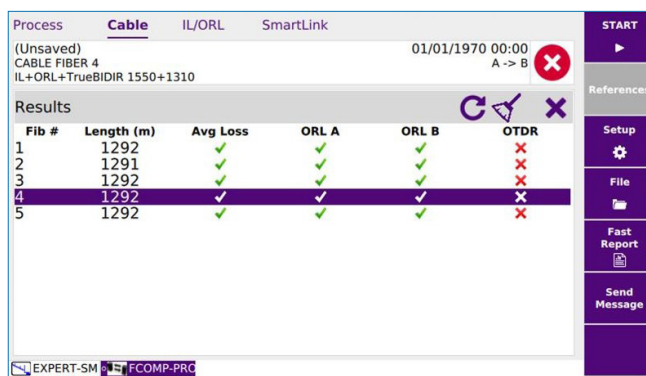 Process Cable IL/ORL SmartLink
(Unsaved) 01/01/1970 00:00
CABLE FIBER 4 A -> B
IL+ORL+TrueBIDIR 1550+1310
Results
Fib # Length (m) Avg Loss ORL A ORL B OTDR
1 1292
2 1291
3 1292
4 1292
5 1292
EXPERT-SM FCOMP-PRO
START
References
Setup
File
Fast
Report
Send
Message